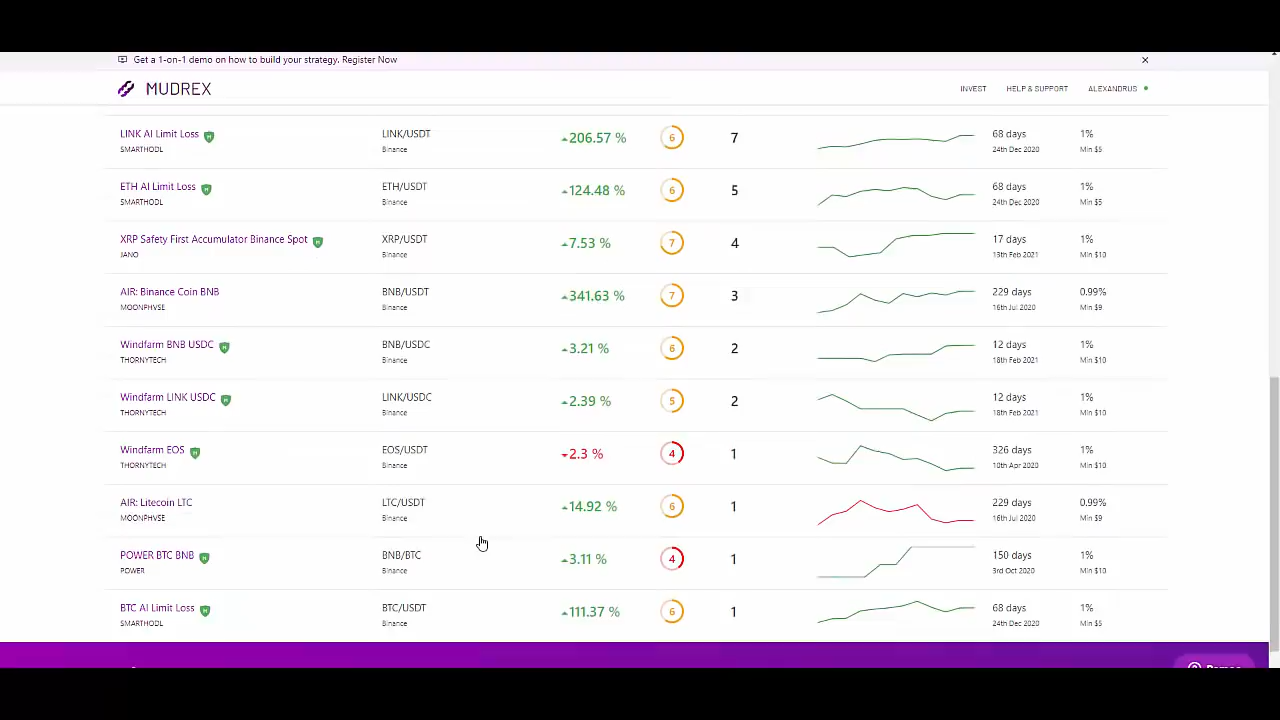 Get a 1-on-1 demo on how to build your strategy. Register Now
MUDREX
INVEST HELP & SUPPORT ALEXANDRUS
LINK AI Limit Loss LINK/USDT 206.57 % 6 7 68 days 1%
SMARTHODL Binance 24th Dec 2020 Min $5
ETH AI Limit Loss ETH/USDT 124.48 % 6 5 68 days 1%
SMARTHODL Binance 24th Dec 2020 Min $5
XRP Safety First Accumulator Binance Spot XRP/USDT 7.53 % 7 4 17 days 1%
JANO Binance 13th Feb 2021 Min $10
AIR: Binance Coin BNB BNB/USDT 341.63 % 7 3 229 days 0.99%
MOONPHVSE Binance 16th Jul 2020 Min $9
Windfarm BNB USDC BNB/USDC 3.21 % 6 2 12 days 1%
THORNYTECH Binance 18th Feb 2021 Min $10
Windfarm LINK USDC LINK/USDC 2.39 % 5 2 12 days 1%
THORNYTECH Binance 18th Feb 2021 Min $10
Windfarm EOS EOS/USDT 2.3 % 4 1 326 days 1%
THORNYTECH Binance 10th Apr 2020 Min $10
AIR: Litecoin LTC LTC/USDT 14.92 % 6 1 229 days 0.99%
MOONPHVSE Binance 16th Jul 2020 Min $9
POWER BTC BNB BNB/BTC 3.11 % 4 1 150 days 1%
POWER Binance 3rd Oct 2020 Min $10
BTC AI Limit Loss BTC/USDT 111.37 % 6 1 68 days 1%
SMARTHODL Binance 24th Dec 2020 Min $5